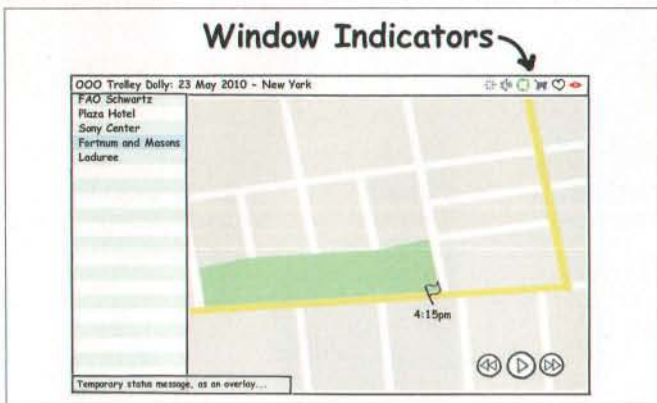 Window Indicators
OOO Trolley Dolly: 23 May 2010 - New York
FAO Schwartz
Plaza Hotel
Sony Center
Fortnum and Masons
Laduree
4:15pm
Temporary status message, as an overlay...